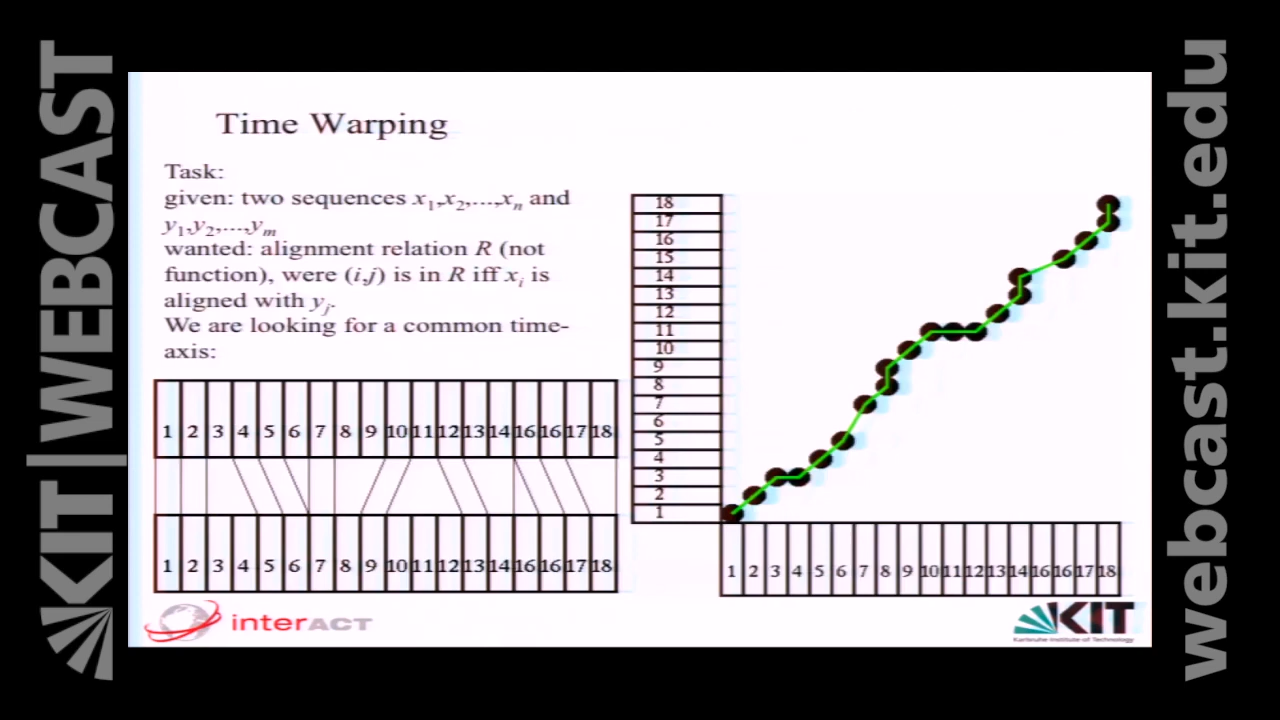 KIT|WEBCAST
Time Warping
Task:
given: two sequences x1,x2,...,xn and
y1,y2,...,ym
wanted: alignment relation R (not
function), were (i,j) is in R iff xi is
aligned with yj.
We are looking for a common time-
axis:
1 2 3 4 5 6 7 8 9 10 11 12 13 14 16 16 17 18
1 2 3 4 5 6 7 8 9 10 11 12 13 14 16 16 17 18
18
17
16
15
14
13
12
11
10
9
8
7
6
5
4
3
2
1
1 2 3 4 5 6 7 8 9 10 11 12 13 14 16 16 17 18
interACT
KIT
Karlsruhe Institute of Technology
webcast.kit.edu